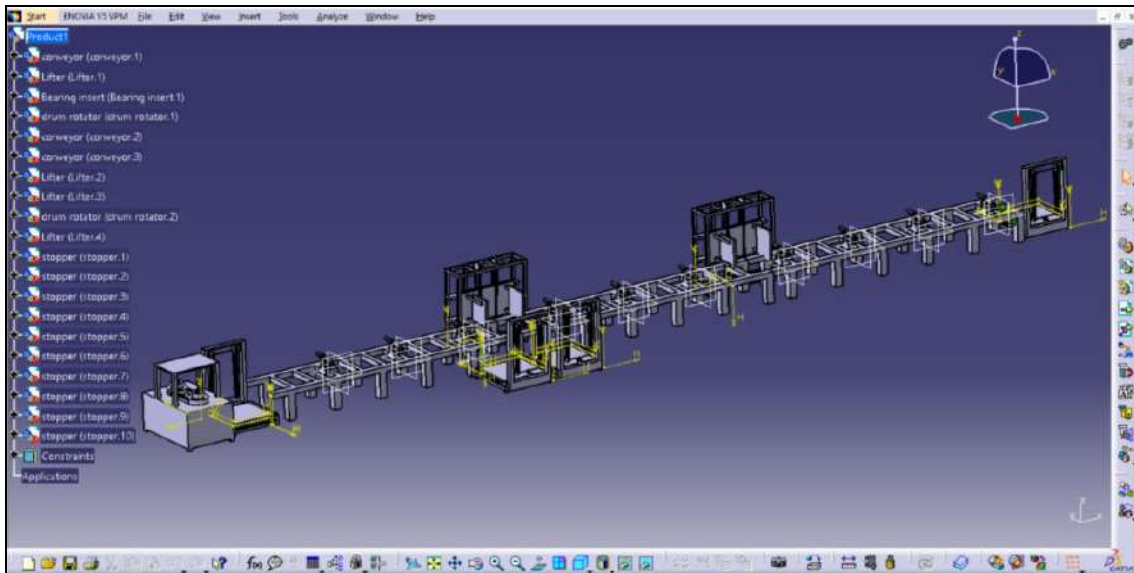 Start ENOVIA V5 VPM File Edit View Insert Tools Analyze Window Help
Product1
conveyor (conveyor.1)
Lifter (Lifter.1)
Bearing insert (Bearing insert.1)
drum rotator (drum rotator.1)
conveyor (conveyor.2)
conveyor (conveyor.3)
Lifter (Lifter.2)
Lifter (Lifter.3)
drum rotator (drum rotator.2)
Lifter (Lifter.4)
stopper (stopper.1)
stopper (stopper.2)
stopper (stopper.3)
stopper (stopper.4)
stopper (stopper.5)
stopper (stopper.6)
stopper (stopper.7)
stopper (stopper.8)
stopper (stopper.9)
stopper (stopper.10)
Constraints
Applications
z
y x